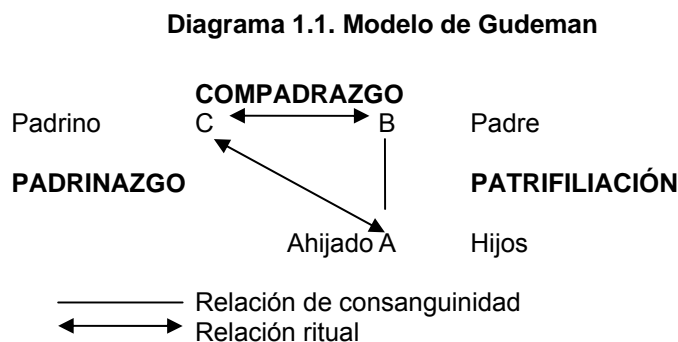 Diagrama 1.1. Modelo de Gudeman
COMPADRAZGO
Padrino C B Padre
PADRINAZGO PATRIFILIACIÓN
Ahijado A Hijos
Relación de consanguinidad
Relación ritual